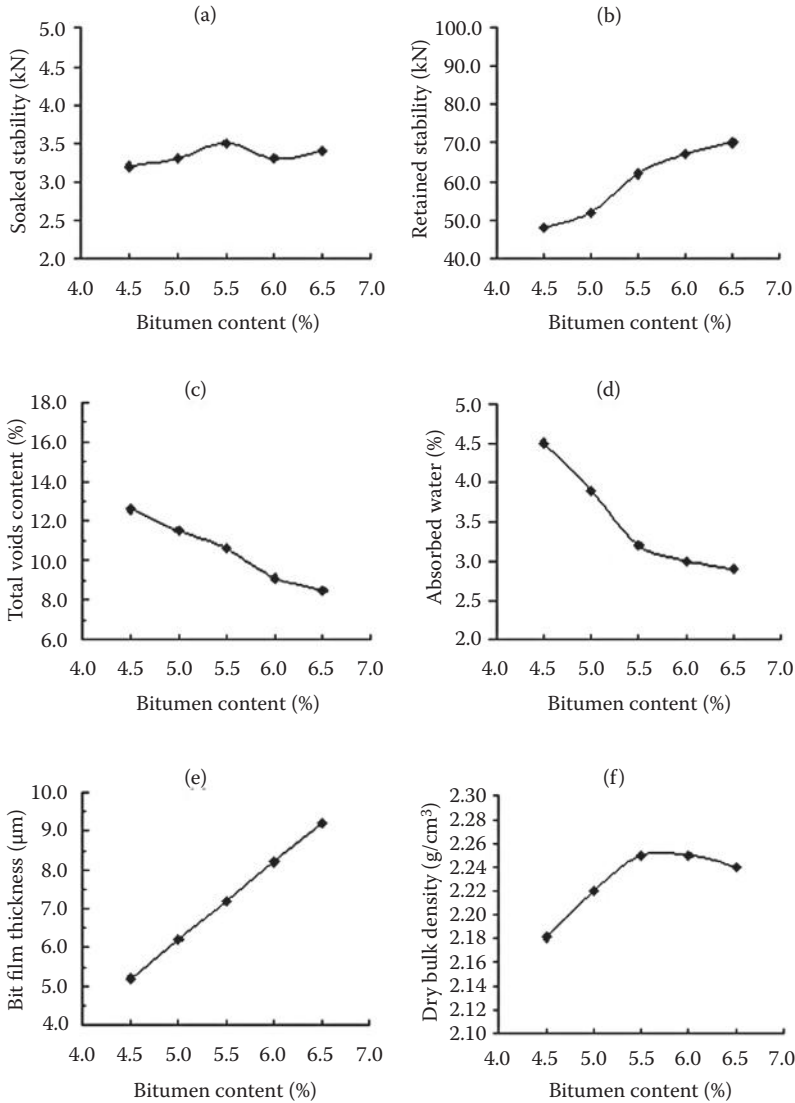 (a)
Soaked stability (kN)
5.0
4.5
4.0
3.5
3.0
2.5
2.0
4.0 4.5 5.0 5.5 6.0 6.5 7.0
Bitumen content (%)
(b)
Retained stability (kN)
100.0
90.0
80.0
70.0
60.0
50.0
40.0
4.0 4.5 5.0 5.5 6.0 6.5 7.0
Bitumen content (%)
(c)
Total voids content (%)
18.0
16.0
14.0
12.0
10.0
8.0
6.0
4.0 4.5 5.0 5.5 6.0 6.5 7.0
Bitumen content (%)
(d)
Absorbed water (%)
5.0
4.5
4.0
3.5
3.0
2.5
2.0
4.0 4.5 5.0 5.5 6.0 6.5 7.0
Bitumen content (%)
(e)
Bit film thickness (μm)
10.0
9.0
8.0
7.0
6.0
5.0
4.0
4.0 4.5 5.0 5.5 6.0 6.5 7.0
Bitumen content (%)
(f)
Dry bulk density (g/cm³)
2.30
2.28
2.26
2.24
2.22
2.20
2.18
2.16
2.14
2.12
2.10
4.0 4.5 5.0 5.5 6.0 6.5 7.0
Bitumen content (%)